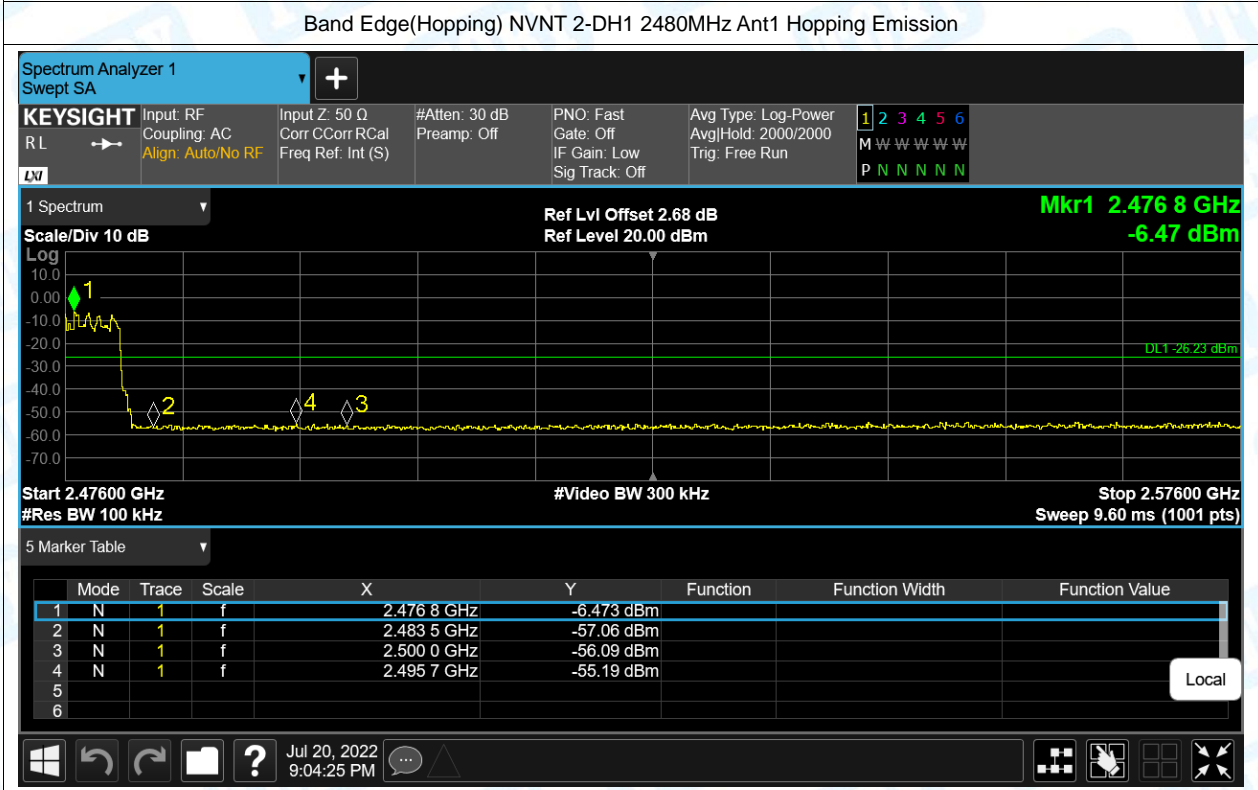 Band Edge(Hopping) NVNT 2-DH1 2480MHz Ant1 Hopping Emission
Spectrum Analyzer 1
Swept SA
+
KEYSIGHT
RL
LXI
Input: RF
Coupling: AC
Align: Auto/No RF
Input Z: 50 Ω
Corr CCorr RCal
Freq Ref: Int (S)
#Atten: 30 dB
Preamp: Off
PNO: Fast
Gate: Off
IF Gain: Low
Sig Track: Off
Avg Type: Log-Power
Avg|Hold: 2000/2000
Trig: Free Run
1 2 3 4 5 6
M W W W W W
P N N N N N
1 Spectrum
Scale/Div 10 dB
Ref Lvl Offset 2.68 dB
Ref Level 20.00 dBm
Mkr1 2.476 8 GHz
-6.47 dBm
Log
10.0
0.00
-10.0
-20.0
-30.0
-40.0
-50.0
-60.0
-70.0
1
2
4
3
DL1 -26.23 dBm
Start 2.47600 GHz
#Video BW 300 kHz
Stop 2.57600 GHz
#Res BW 100 kHz
Sweep 9.60 ms (1001 pts)
5 Marker Table
Mode Trace Scale X Y Function Function Width Function Value
1 N 1 f 2.476 8 GHz -6.473 dBm
2 N 1 f 2.483 5 GHz -57.06 dBm
3 N 1 f 2.500 0 GHz -56.09 dBm
4 N 1 f 2.495 7 GHz -55.19 dBm
5
6
Local
?
Jul 20, 2022
9:04:25 PM